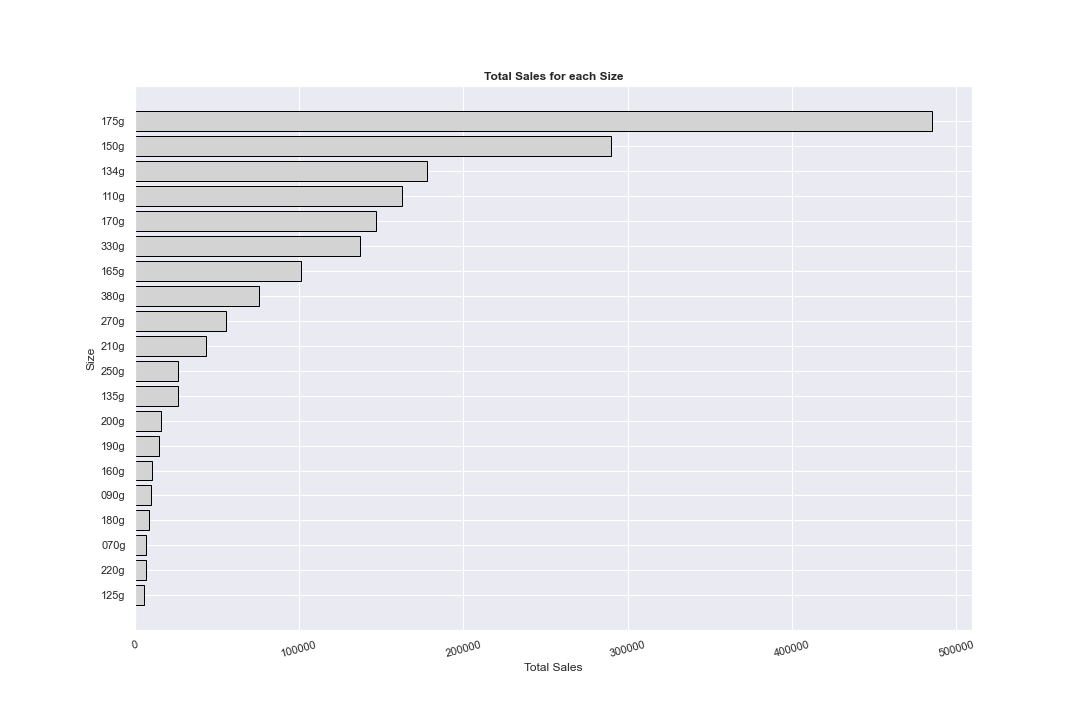 Total Sales for each Size
175g
150g
134g
110g
170g
330g
165g
380g
270g
210g
250g
135g
200g
190g
160g
090g
180g
070g
220g
125g
Size
0 100000 200000 300000 400000 500000
Total Sales